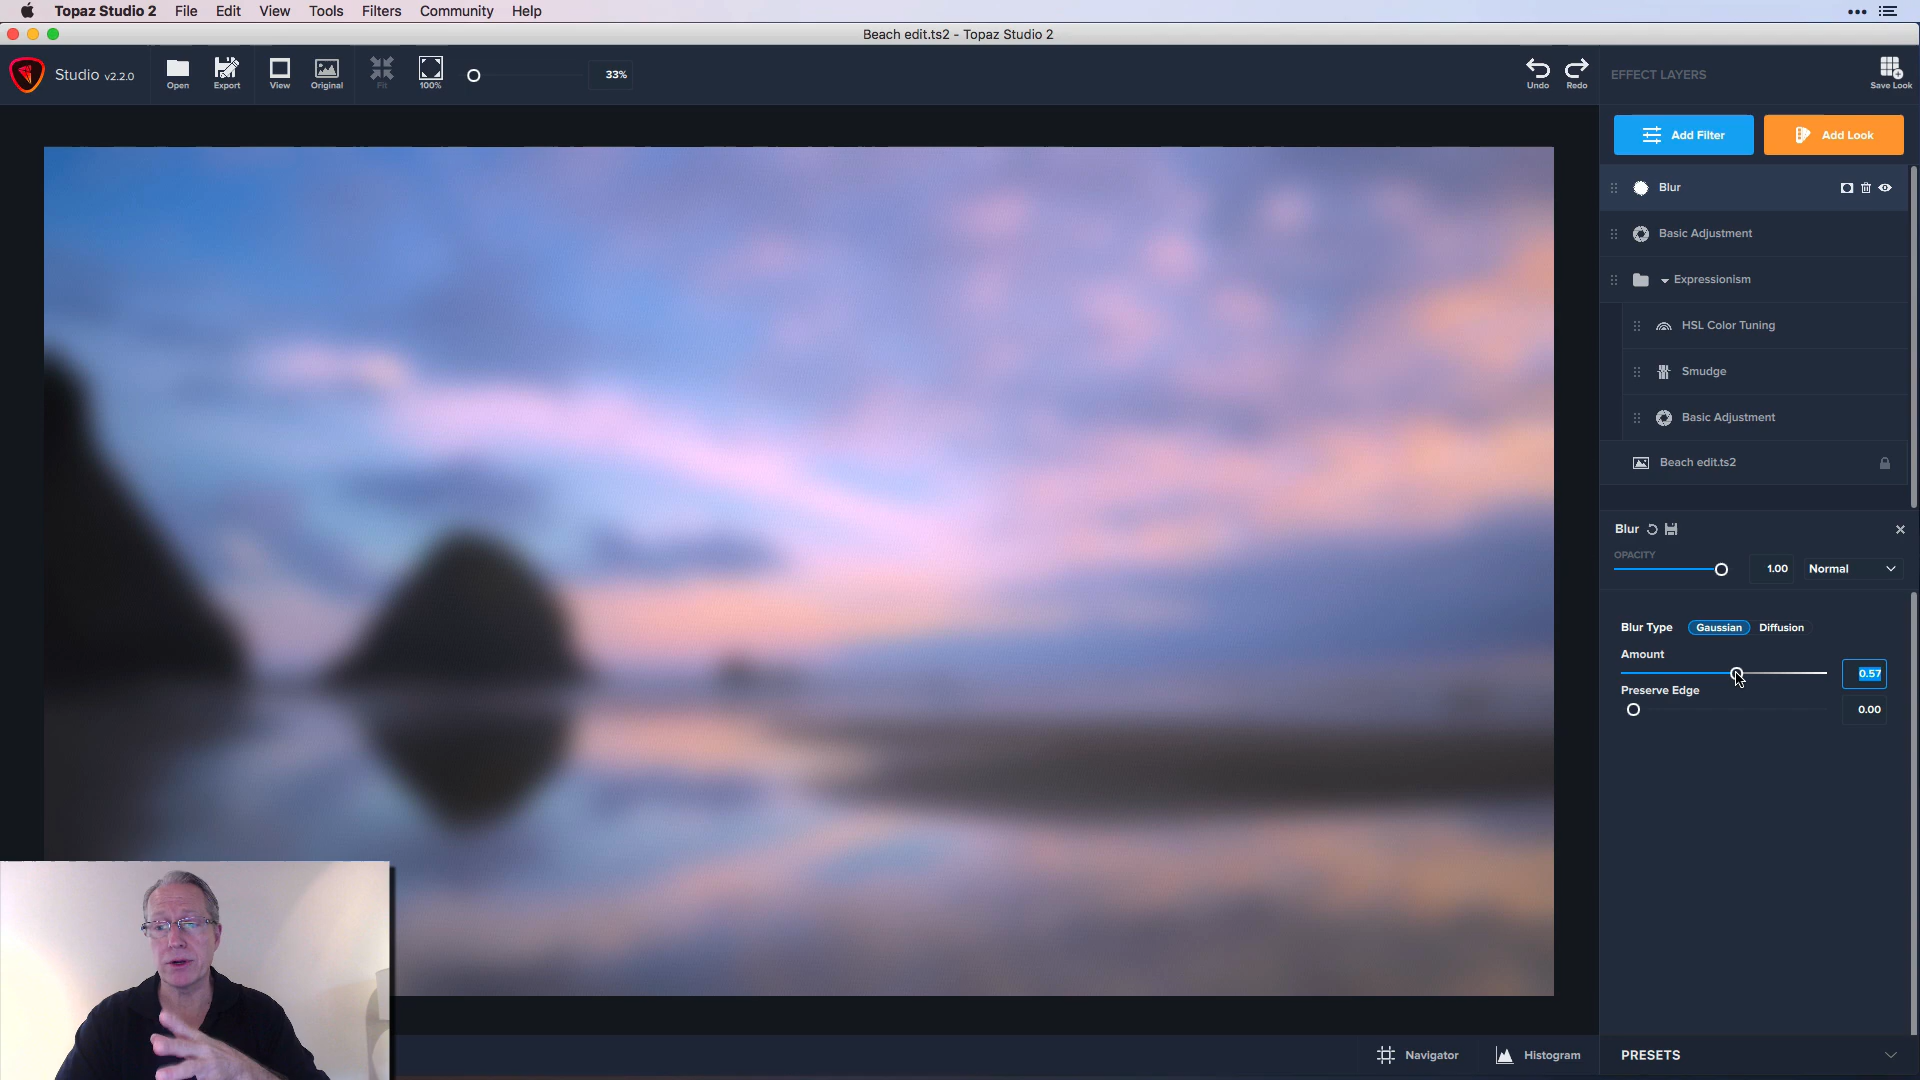 Topaz Studio 2 File Edit View Tools Filters Community Help
Beach edit.ts2 - Topaz Studio 2
Studio v2.2.0
Open
Export
View
Original
Fit
100%
33%
Undo
Redo
EFFECT LAYERS
Save Look
Add Filter
Add Look
Blur
Basic Adjustment
Expressionism
HSL Color Tuning
Smudge
Basic Adjustment
Beach edit.ts2
Blur
OPACITY
1.00 Normal
Blur Type Gaussian Diffusion
Amount
0.57
Preserve Edge
0.00
Navigator Histogram PRESETS